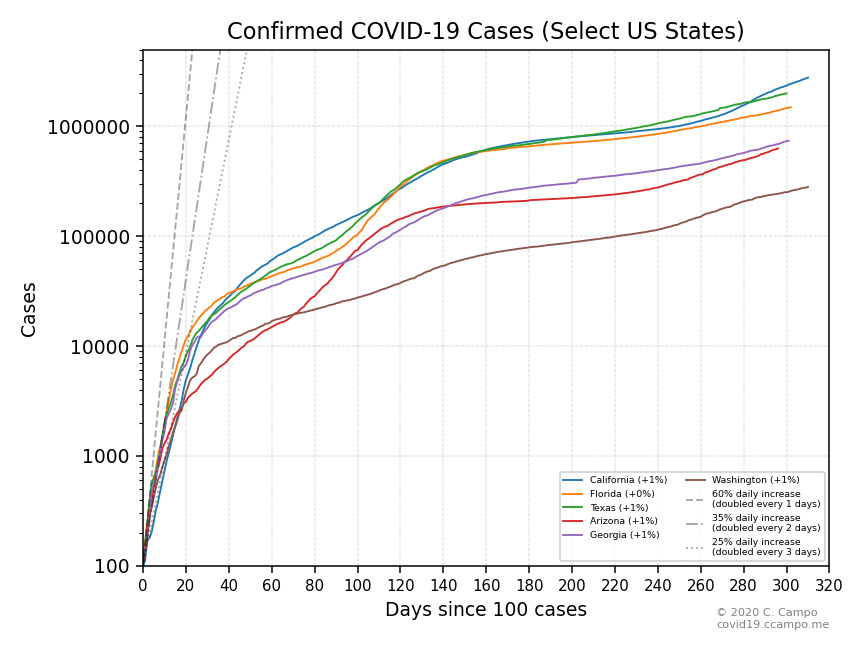 Confirmed COVID-19 Cases (Select US States)
Cases
1000000
100000
10000
1000
100
0 20 40 60 80 100 120 140 160 180 200 220 240 260 280 300 320
Days since 100 cases
California (+1%)
Florida (+0%)
Texas (+1%)
Arizona (+1%)
Georgia (+1%)
Washington (+1%)
60% daily increase
(doubled every 1 days)
35% daily increase
(doubled every 2 days)
25% daily increase
(doubled every 3 days)
© 2020 C. Campo
covid19.ccampo.me